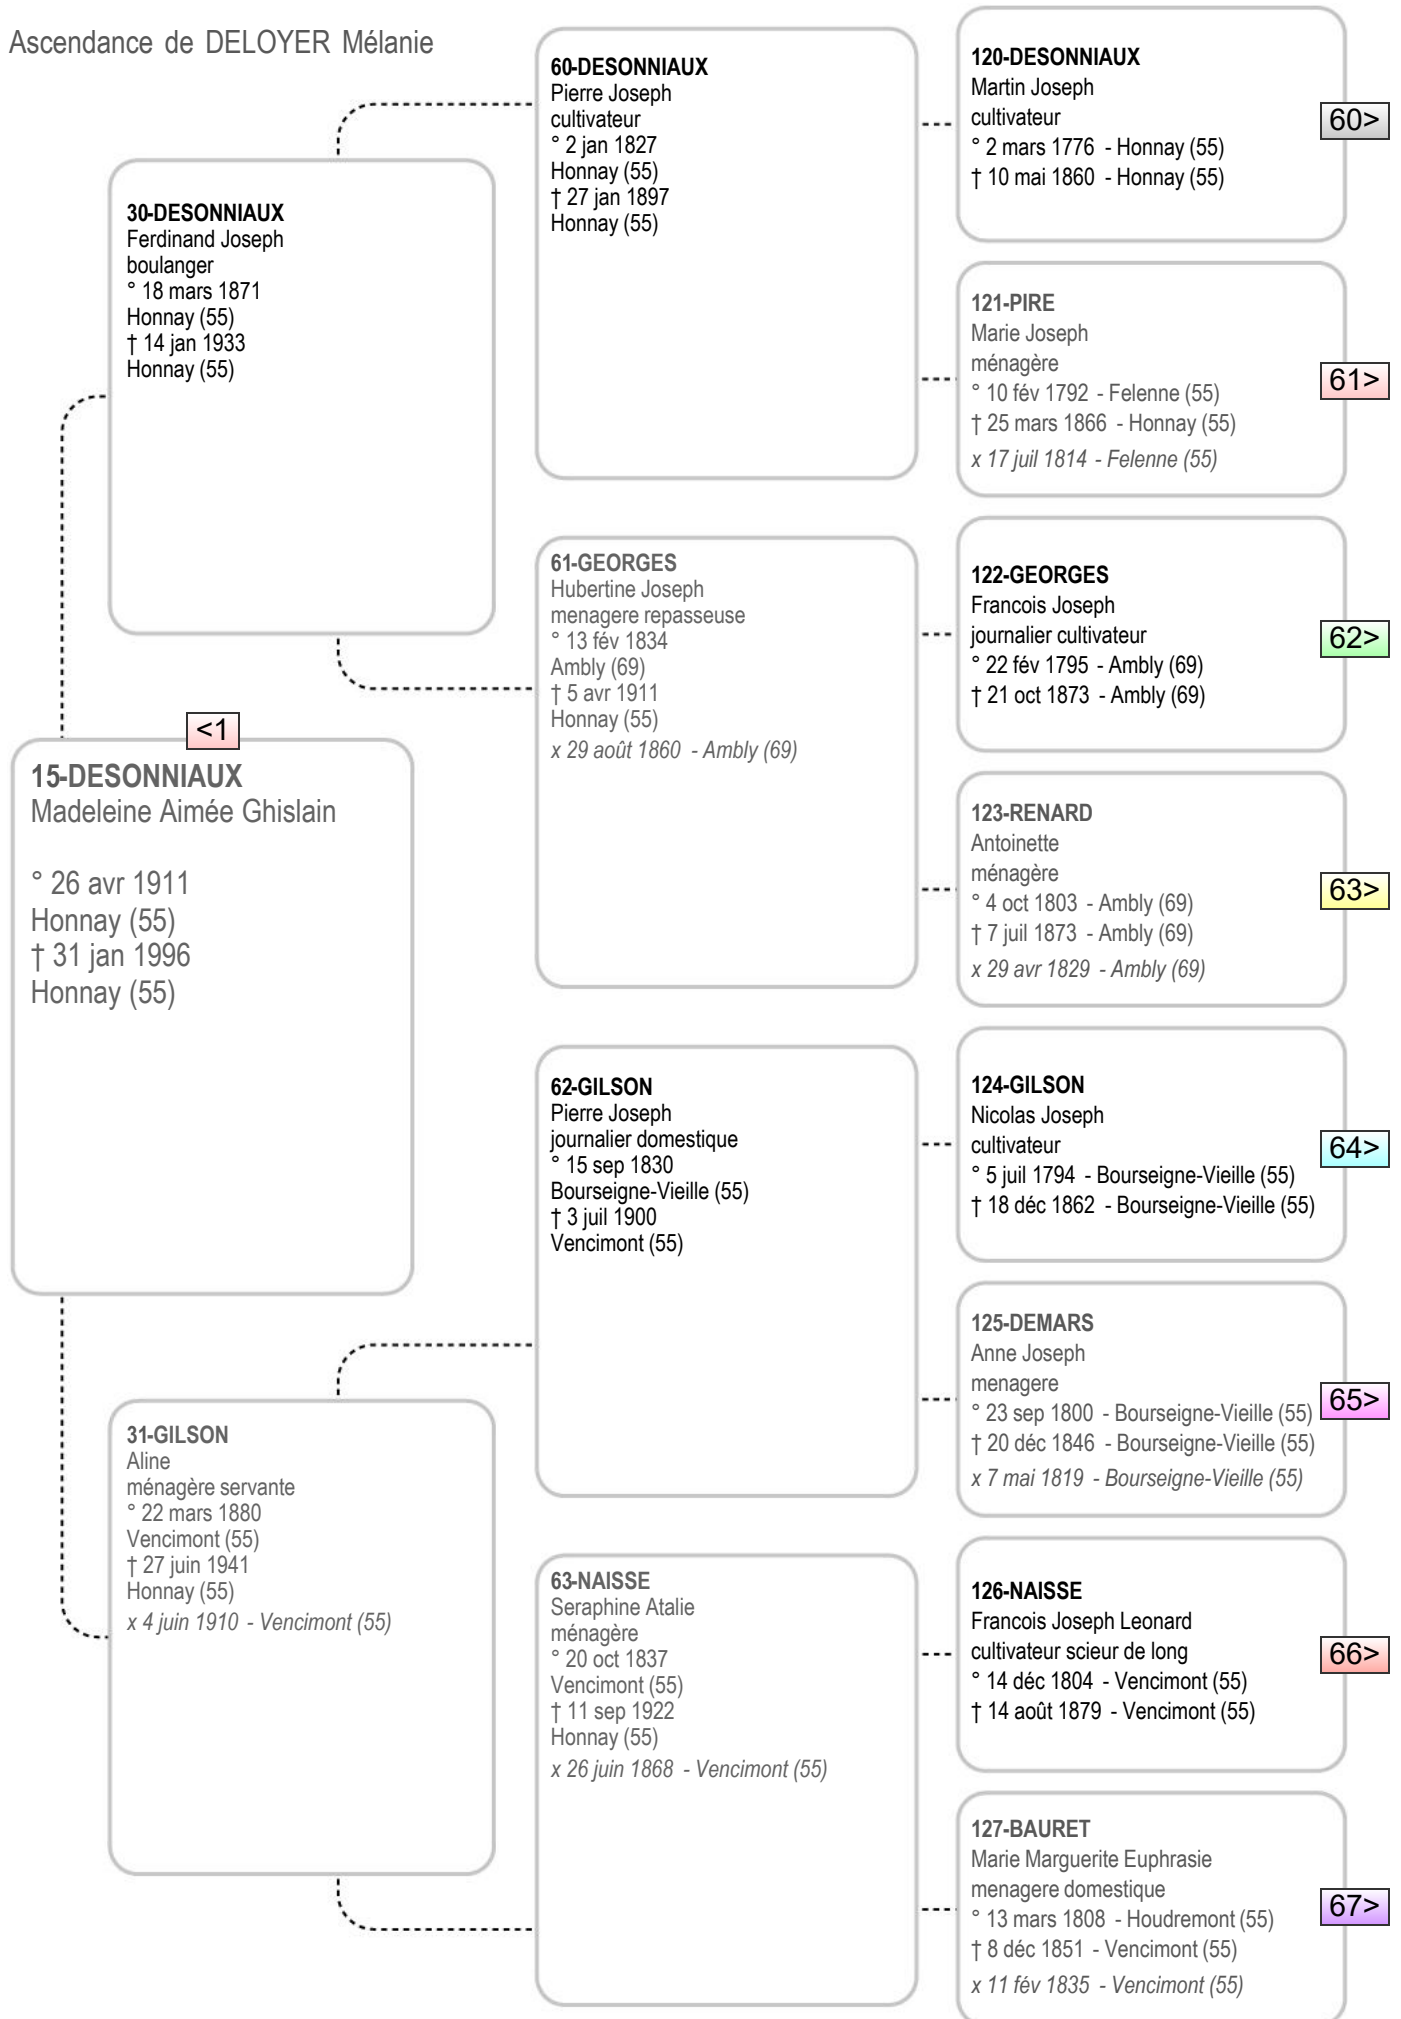 Ascendance de DELOYER Mélanie
<1
15-DESONNIAUX
Madeleine Aimée Ghislain
° 26 avr 1911
Honnay (55)
† 31 jan 1996
Honnay (55)
30-DESONNIAUX
Ferdinand Joseph
boulanger
° 18 mars 1871
Honnay (55)
† 14 jan 1933
Honnay (55)
31-GILSON
Aline
ménagère servante
° 22 mars 1880
Vencimont (55)
† 27 juin 1941
Honnay (55)
x 4 juin 1910 - Vencimont (55)
60-DESONNIAUX
Pierre Joseph
cultivateur
° 2 jan 1827
Honnay (55)
† 27 jan 1897
Honnay (55)
61-GEORGES
Hubertine Joseph
menagere repasseuse
° 13 fév 1834
Ambly (69)
† 5 avr 1911
Honnay (55)
x 29 août 1860 - Ambly (69)
62-GILSON
Pierre Joseph
journalier domestique
° 15 sep 1830
Bourseigne-Vieille (55)
† 3 juil 1900
Vencimont (55)
63-NAISSE
Seraphine Atalie
ménagère
° 20 oct 1837
Vencimont (55)
† 11 sep 1922
Honnay (55)
x 26 juin 1868 - Vencimont (55)
120-DESONNIAUX
Martin Joseph
cultivateur
° 2 mars 1776 - Honnay (55)
† 10 mai 1860 - Honnay (55)
60>
121-PIRE
Marie Joseph
ménagère
° 10 fév 1792 - Felenne (55)
† 25 mars 1866 - Honnay (55)
x 17 juil 1814 - Felenne (55)
61>
122-GEORGES
Francois Joseph
journalier cultivateur
° 22 fév 1795 - Ambly (69)
† 21 oct 1873 - Ambly (69)
62>
123-RENARD
Antoinette
ménagère
° 4 oct 1803 - Ambly (69)
† 7 juil 1873 - Ambly (69)
x 29 avr 1829 - Ambly (69)
63>
124-GILSON
Nicolas Joseph
cultivateur
° 5 juil 1794 - Bourseigne-Vieille (55)
† 18 déc 1862 - Bourseigne-Vieille (55)
64>
125-DEMARS
Anne Joseph
menagere
° 23 sep 1800 - Bourseigne-Vieille (55)
† 20 déc 1846 - Bourseigne-Vieille (55)
x 7 mai 1819 - Bourseigne-Vieille (55)
65>
126-NAISSE
Francois Joseph Leonard
cultivateur scieur de long
° 14 déc 1804 - Vencimont (55)
† 14 août 1879 - Vencimont (55)
66>
127-BAURET
Marie Marguerite Euphrasie
menagere domestique
° 13 mars 1808 - Houdremont (55)
† 8 déc 1851 - Vencimont (55)
x 11 fév 1835 - Vencimont (55)
67>